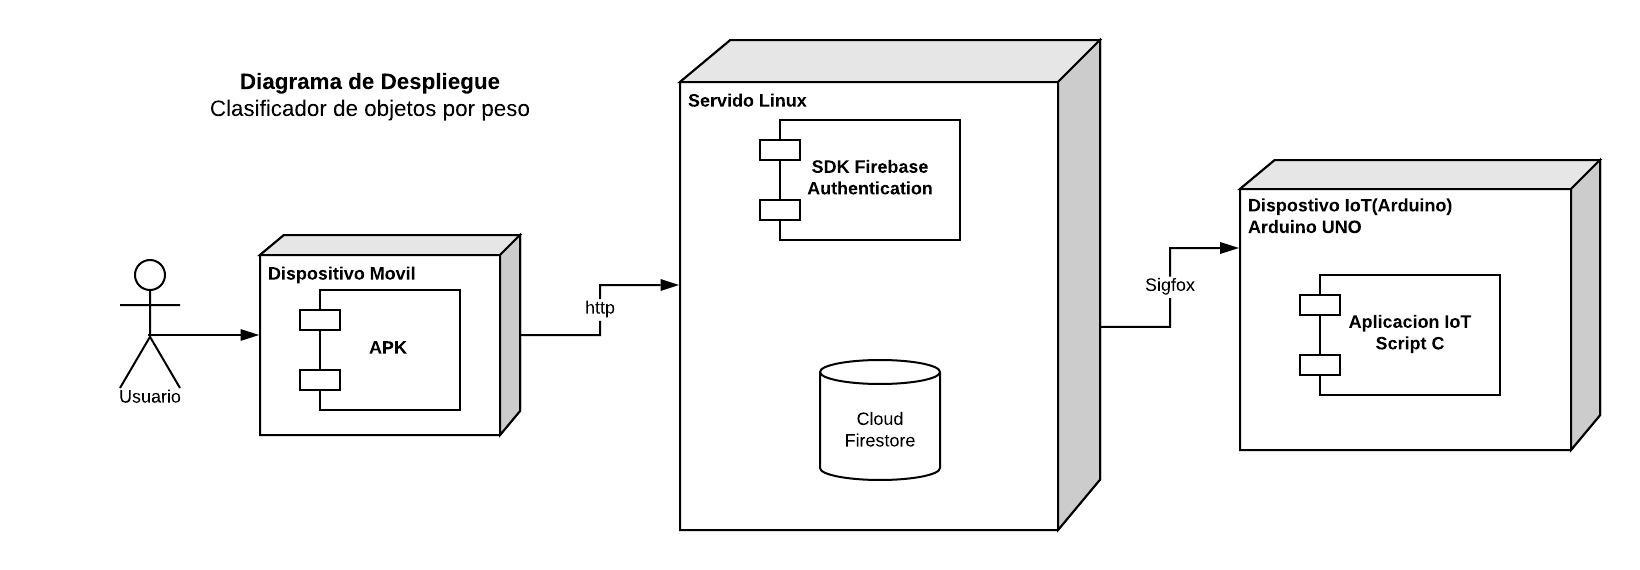 Diagrama de Despliegue
Clasificador de objetos por peso
Usuario
Dispositivo Movil
APK
http
Servido Linux
SDK Firebase
Authentication
Cloud
Firestore
Sigfox
Dispostivo IoT(Arduino)
Arduino UNO
Aplicacion IoT
Script C